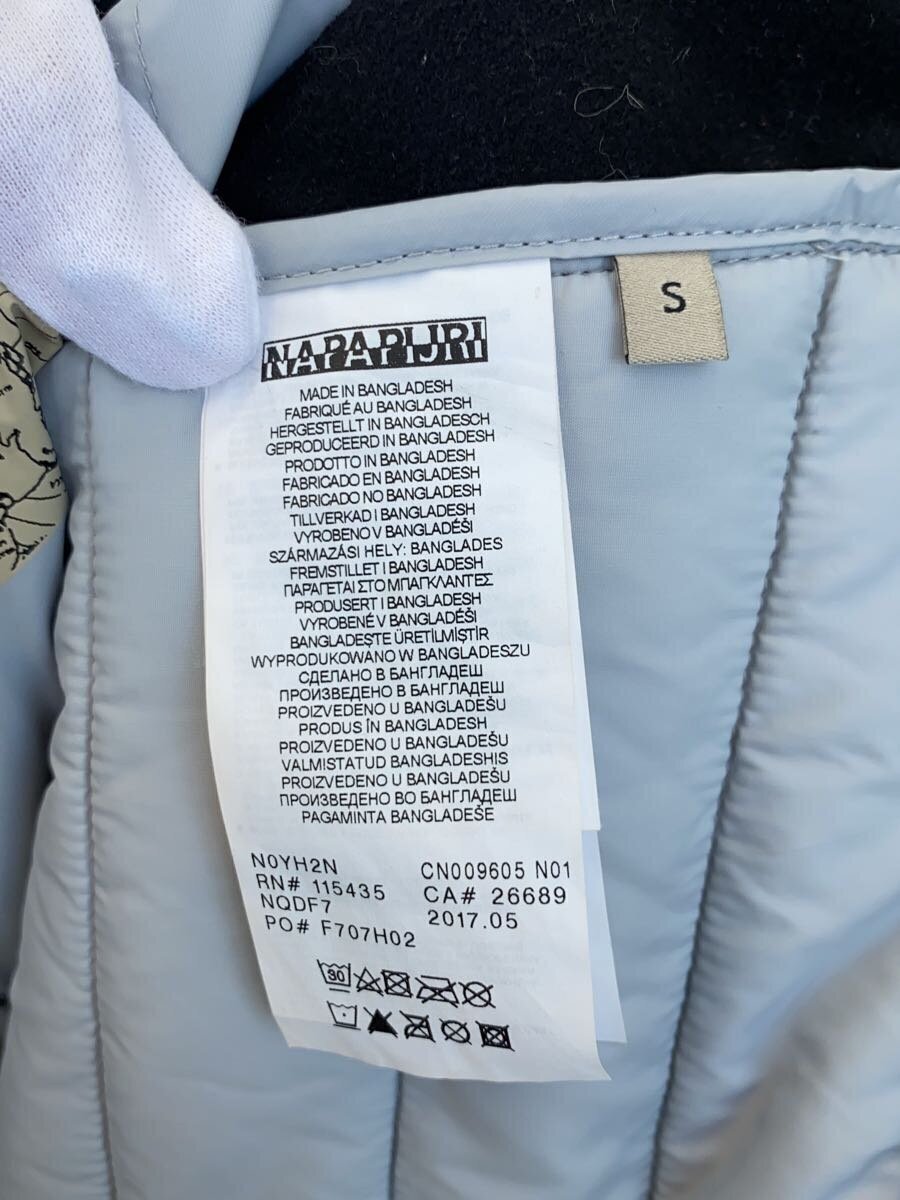 S
NAPAPIJRI
MADE IN BANGLADESH
FABRIQUÉ AU BANGLADESH
HERGESTELLT IN BANGLADESCH
GEPRODUCEERD IN BANGLADESH
PRODOTTO IN BANGLADESH
FABRICADO EN BANGLADESH
FABRICADO NO BANGLADESH
TILLVERKAD I BANGLADESH
VYROBENO V BANGLADÉŠI
SZÁRMAZÁSI HELY: BANGLADES
FREMSTILLET I BANGLADESH
ΠΑΡΑΓΕΤΑΙ ΣΤΟ ΜΠΑΓΚΛΑΝΤΕΣ
PRODUSERT I BANGLADESH
VYROBENÉ V BANGLADÉŠI
BANGLADEŞTE ÜRETİLMİŞTİR
WYPRODUKOWANO W BANGLADESZU
СДЕЛАНО В БАНГЛАДЕШ
ПРОИЗВЕДЕНО В БАНГЛАДЕШ
PROIZVEDENO U BANGLADEŠU
PRODUS ÎN BANGLADESH
PROIZVEDENO U BANGLADEŠU
VALMISTATUD BANGLADESHIS
PROIZVEDENO U BANGLADEŠU
ПРОИЗВЕДЕНО ВО БАНГЛАДЕШ
PAGAMINTA BANGLADEŠE
N0YH2N CN009605 N01
RN# 115435 CA# 26689
NQDF7 2017.05
PO# F707H02
30